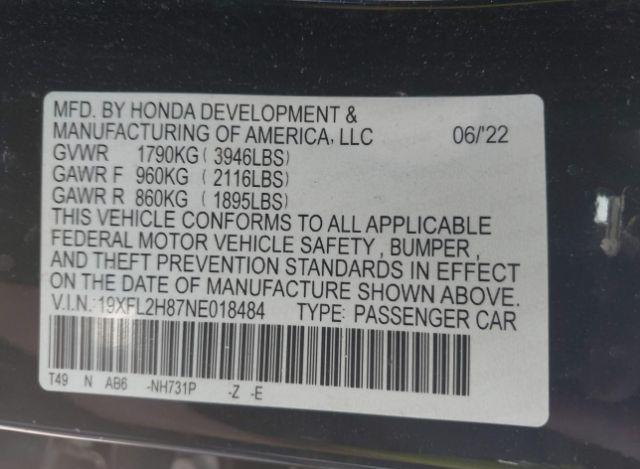 MFD. BY HONDA DEVELOPMENT &
MANUFACTURING OF AMERICA, LLC 06/'22
GVWR 1790KG ( 3946LBS)
GAWR F 960KG ( 2116LBS)
GAWR R 860KG ( 1895LBS)
THIS VEHICLE CONFORMS TO ALL APPLICABLE
FEDERAL MOTOR VEHICLE SAFETY , BUMPER ,
AND THEFT PREVENTION STANDARDS IN EFFECT
ON THE DATE OF MANUFACTURE SHOWN ABOVE.
V.I.N.: 19XFL2H87NE018484 TYPE: PASSENGER CAR
T49 N AB6 -NH731P -Z -E